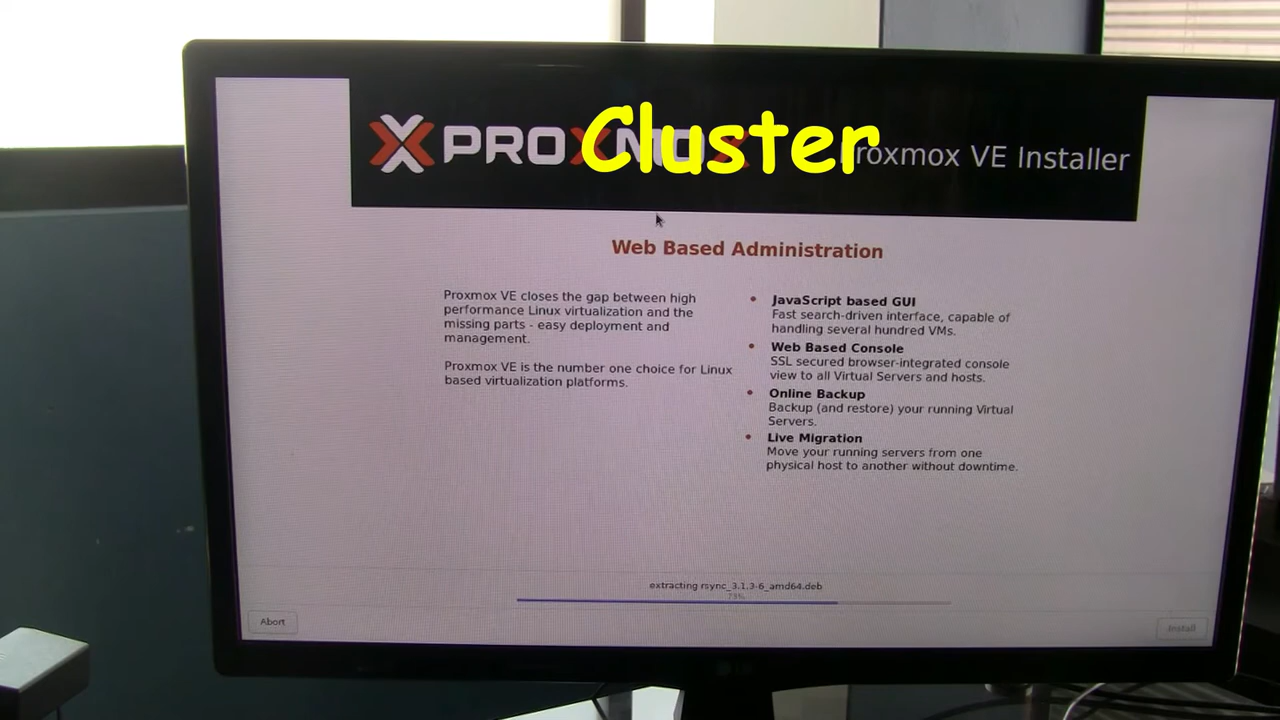 PROXMOX
Cluster
Proxmox VE Installer
Web Based Administration
Proxmox VE closes the gap between high
performance Linux virtualization and the
missing parts - easy deployment and
management.
Proxmox VE is the number one choice for Linux
based virtualization platforms.
JavaScript based GUI
Fast search-driven interface, capable of
handling several hundred VMs.
Web Based Console
SSL secured browser-integrated console
view to all Virtual Servers and hosts.
Online Backup
Backup (and restore) your running Virtual
Servers.
Live Migration
Move your running servers from one
physical host to another without downtime.
extracting rsync_3.1.3-6_amd64.deb
Abort
Install